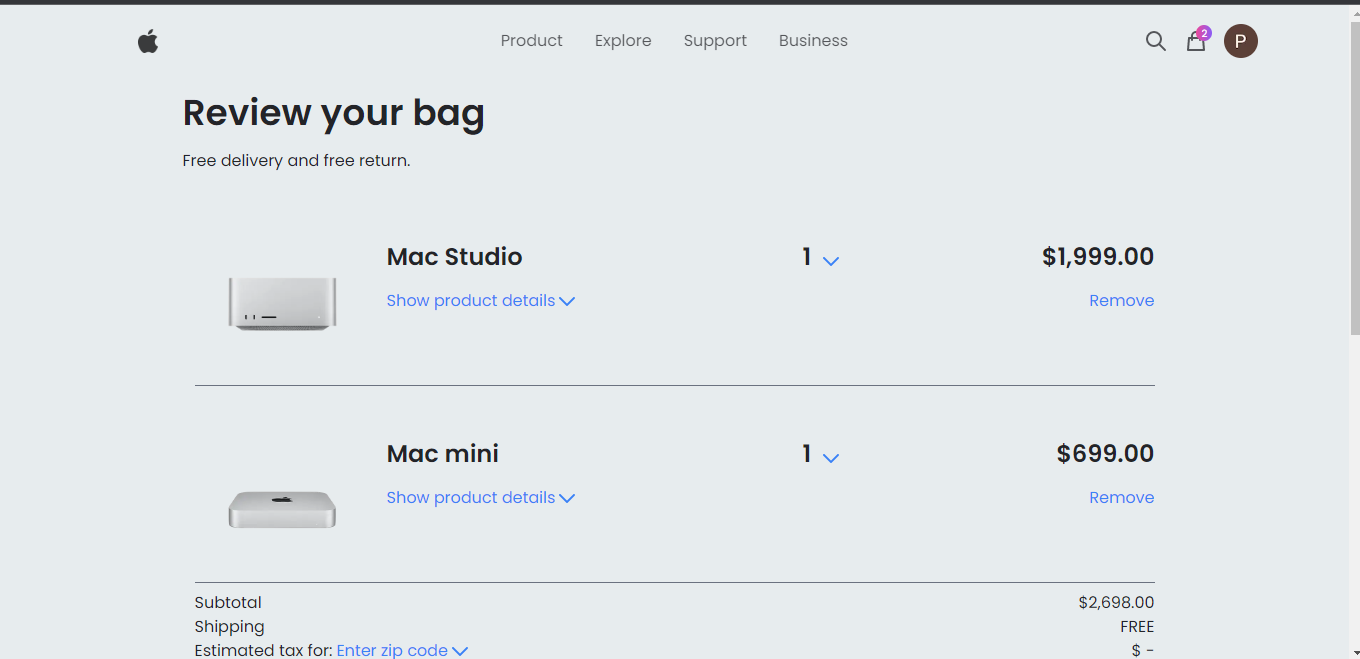 Product Explore Support Business 2 P
Review your bag
Free delivery and free return.
Mac Studio 1 $1,999.00
Show product details Remove
Mac mini 1 $699.00
Show product details Remove
Subtotal $2,698.00
Shipping FREE
Estimated tax for: Enter zip code $ -